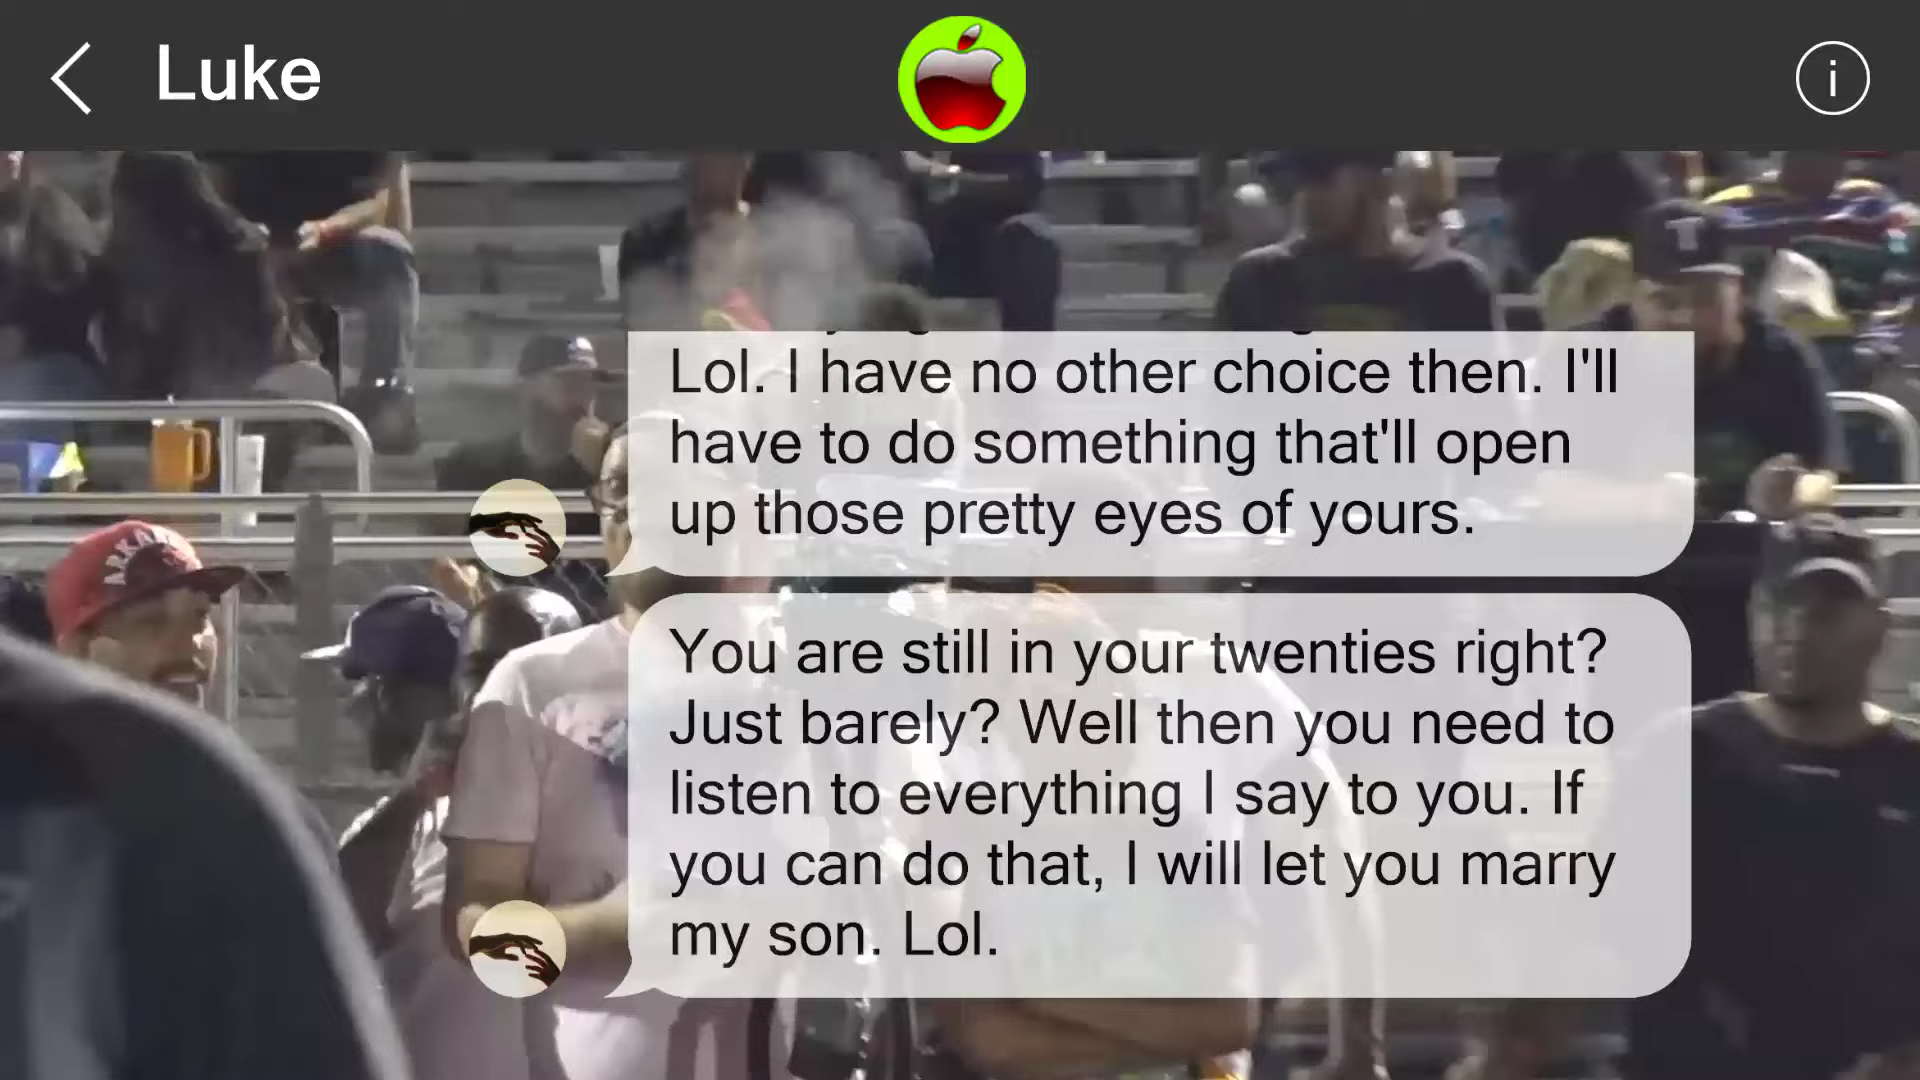 Luke
Lol. I have no other choice then. I'll
have to do something that'll open
up those pretty eyes of yours.
You are still in your twenties right?
Just barely? Well then you need to
listen to everything I say to you. If
you can do that, I will let you marry
my son. Lol.